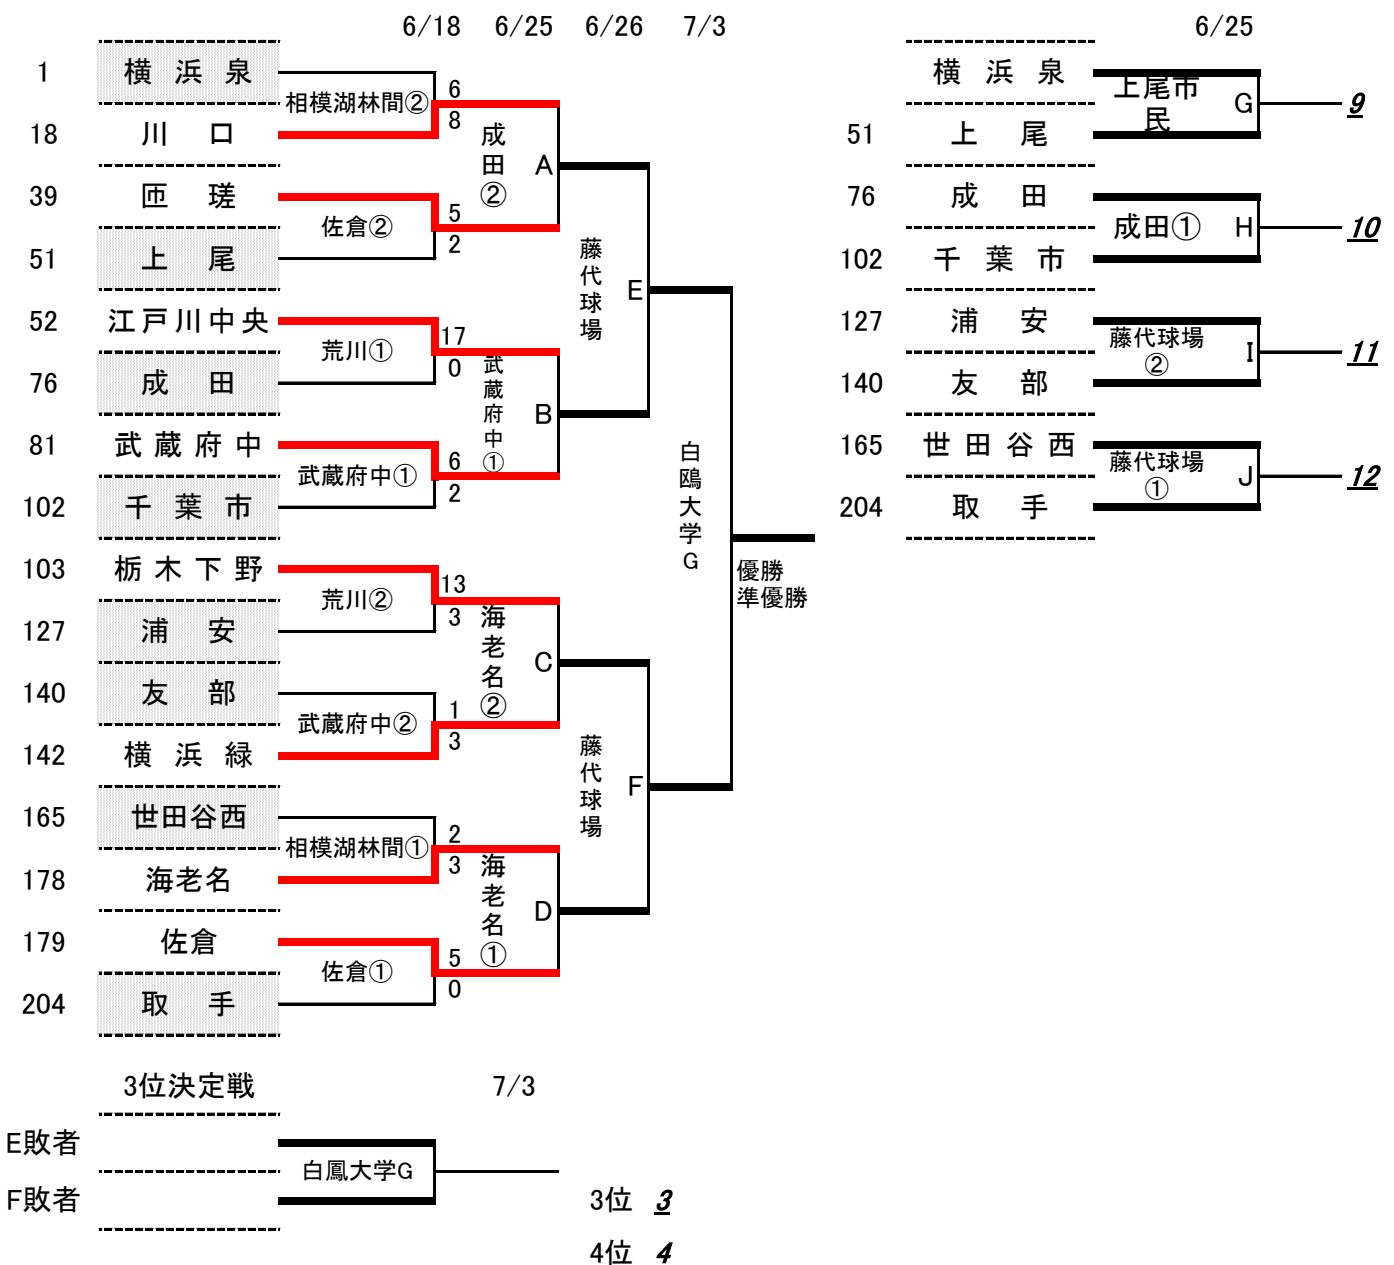 6/18 6/25 6/26 7/3
1 横浜泉
相模湖林間② 6
8
18 川口
成田② A
39 匝瑳
佐倉② 5
2
51 上尾
藤代球場 E
52 江戸川中央
荒川① 17
0
76 成田
武蔵府中① B
81 武蔵府中
武蔵府中① 6
2
102 千葉市
白鴎大学G
優勝
準優勝
103 栃木下野
荒川② 13
3
127 浦安
海老名② C
140 友部
武蔵府中② 1
3
142 横浜緑
藤代球場 F
165 世田谷西
相模湖林間① 2
3
178 海老名
海老名① D
179 佐倉
佐倉① 5
0
204 取手
3位決定戦 7/3
E敗者
白鳳大学G
F敗者
3位 3
4位 4
6/25
横浜泉
上尾市民 G 9
51 上尾
76 成田
成田① H 10
102 千葉市
127 浦安
藤代球場② I 11
140 友部
165 世田谷西
藤代球場① J 12
204 取手